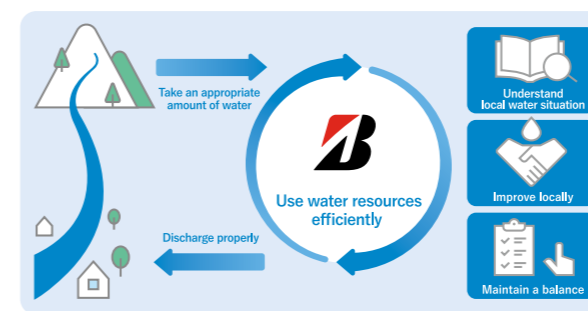 Take an appropriate
amount of water
Use water resources
efficiently
Discharge properly
Understand
local water situation
Improve locally
Maintain a balance